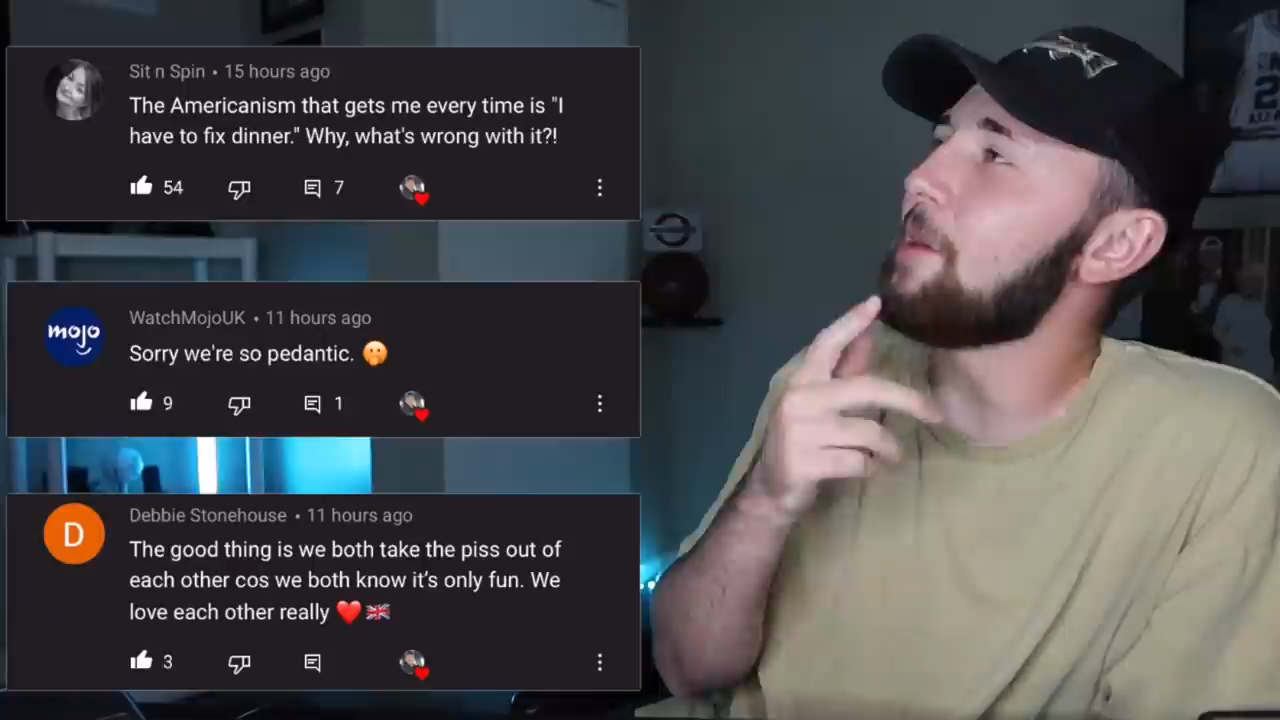 Sit n Spin • 15 hours ago
The Americanism that gets me every time is "I
have to fix dinner." Why, what's wrong with it?!
54 7
mojo
WatchMojoUK • 11 hours ago
Sorry we're so pedantic. 🤭
9 1
D
Debbie Stonehouse • 11 hours ago
The good thing is we both take the piss out of
each other cos we both know it’s only fun. We
love each other really ❤️🇬🇧
3
2